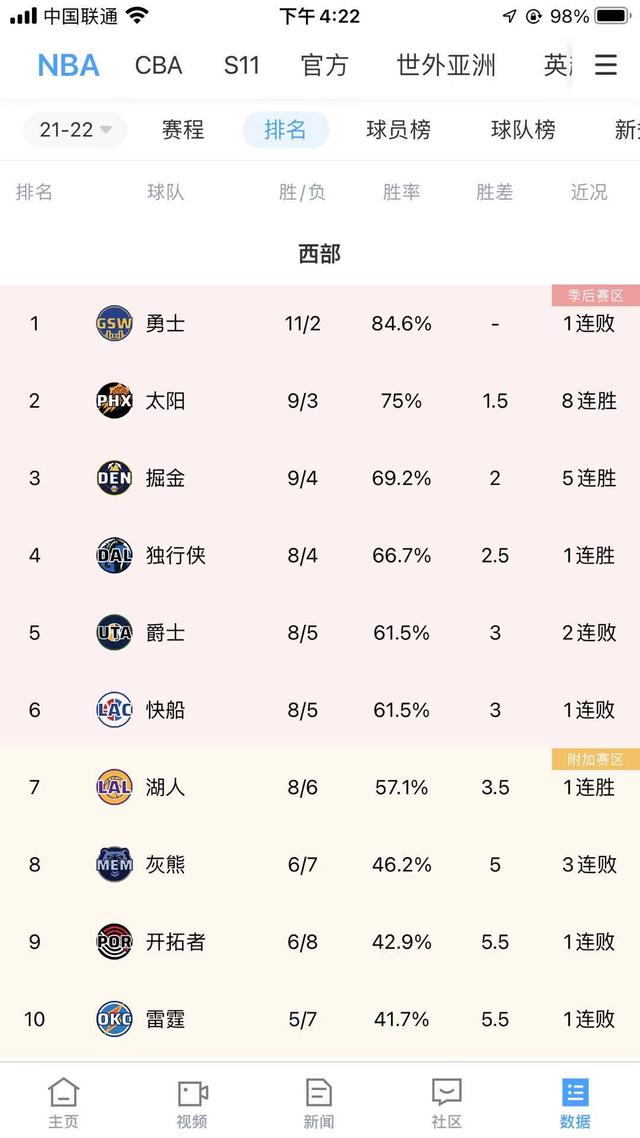 中国联通 下午4:22 98%
NBA CBA S11 官方 世外亚洲 英
21-22 赛程 排名 球员榜 球队榜 新
排名 球队 胜/负 胜率 胜差 近况
西部
季后赛区
1 GSW 勇士 11/2 84.6% - 1连败
2 PHX 太阳 9/3 75% 1.5 8连胜
3 DEN 掘金 9/4 69.2% 2 5连胜
4 DAL 独行侠 8/4 66.7% 2.5 1连胜
5 UTA 爵士 8/5 61.5% 3 2连败
6 LAC 快船 8/5 61.5% 3 1连败
附加赛区
7 LAL 湖人 8/6 57.1% 3.5 1连胜
8 MEM 灰熊 6/7 46.2% 5 3连败
9 POR 开拓者 6/8 42.9% 5.5 1连败
10 OKC 雷霆 5/7 41.7% 5.5 1连败
主页 视频 新闻 社区 数据